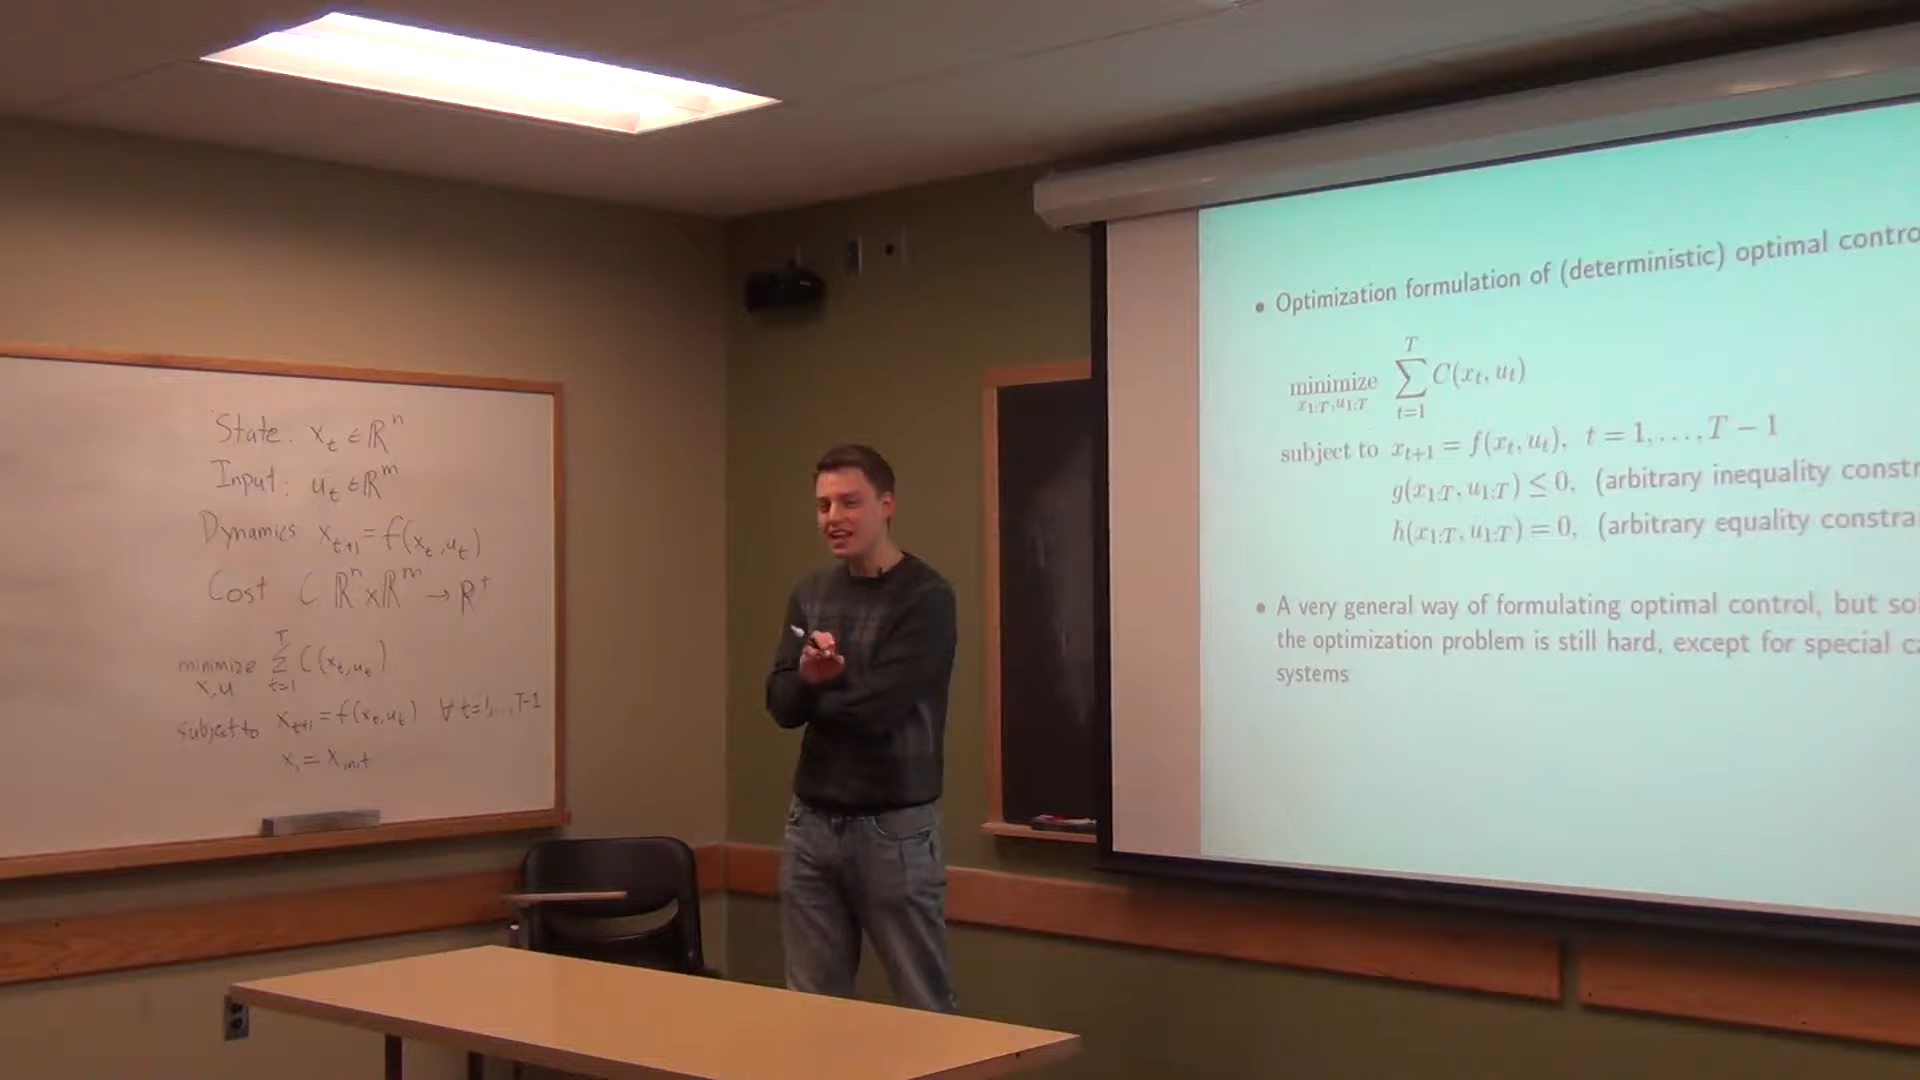 State: x_t ∈ ℝ^n
Input: u_t ∈ ℝ^m
Dynamics x_{t+1} = f(x_t, u_t)
Cost C ℝ^n × ℝ^m → ℝ^+
minimize Σ_{t=1}^T C(x_t, u_t)
x, u
subject to x_{t+1} = f(x_t, u_t) ∀ t=1,...,T-1
x_1 = x_init
• Optimization formulation of (deterministic) optimal
minimize Σ_{t=1}^T C(x_t, u_t)
x_{1:T}, u_{1:T}
subject to x_{t+1} = f(x_t, u_t), t = 1, ..., T − 1
g(x_{1:T}, u_{1:T}) ≤ 0, (arbitrary inequality
h(x_{1:T}, u_{1:T}) = 0, (arbitrary equality
• A very general way of formulating optimal control, but
the optimization problem is still hard, except for special
systems